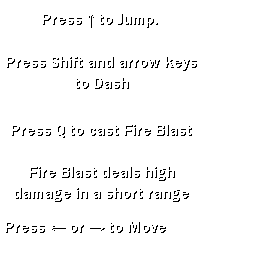 Press ↑ to Jump.
Press Shift and arrow keys
to Dash
Press Q to cast Fire Blast
Fire Blast deals high
damage in a short range
Press ← or → to Move